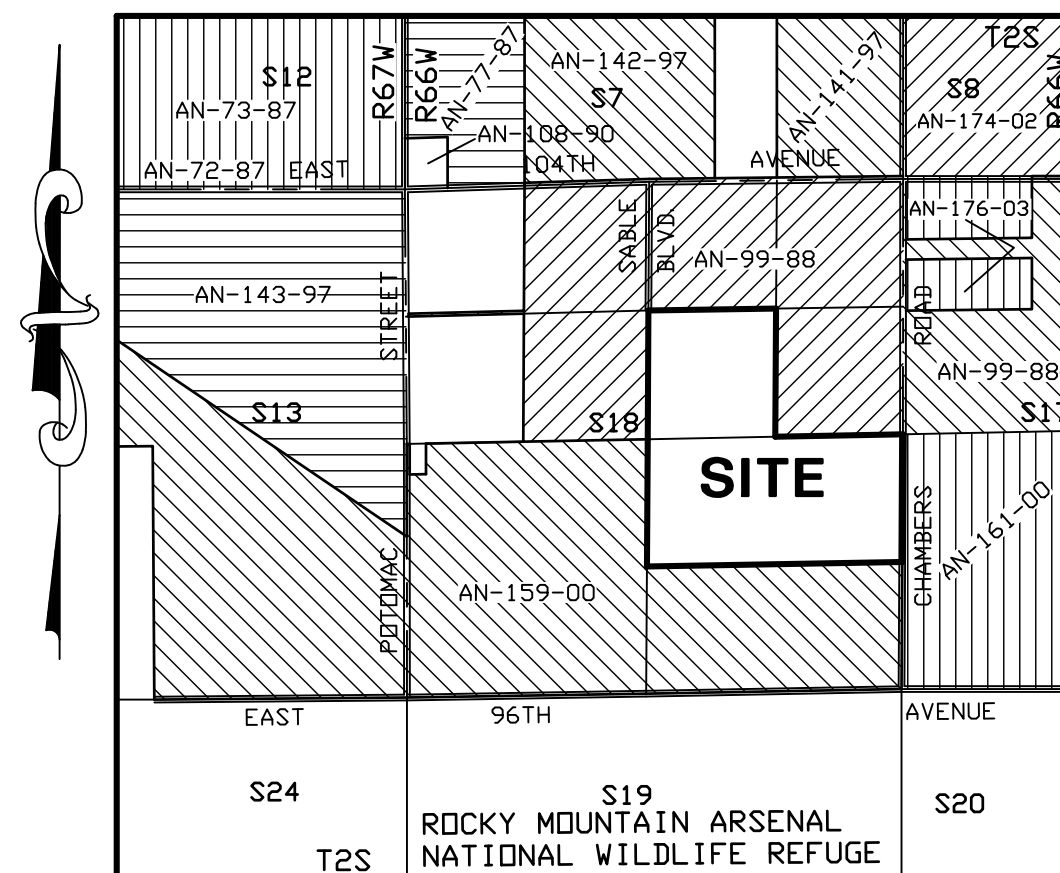 T2S
S12
R67W
R66W
AN-77-87
AN-142-97
S7
AN-141-97
S8
R66W
AN-73-87
AN-174-02
AN-108-90
AN-72-87 EAST 104TH AVENUE
AN-176-03
SABLE BLVD.
AN-99-88
AN-143-97
STREET
ROAD
AN-99-88
S13
S18
S17
SITE
CHAMBERS
AN-161-00
POTOMAC
AN-159-00
EAST 96TH AVENUE
S24
S19
S20
ROCKY MOUNTAIN ARSENAL
NATIONAL WILDLIFE REFUGE
T2S